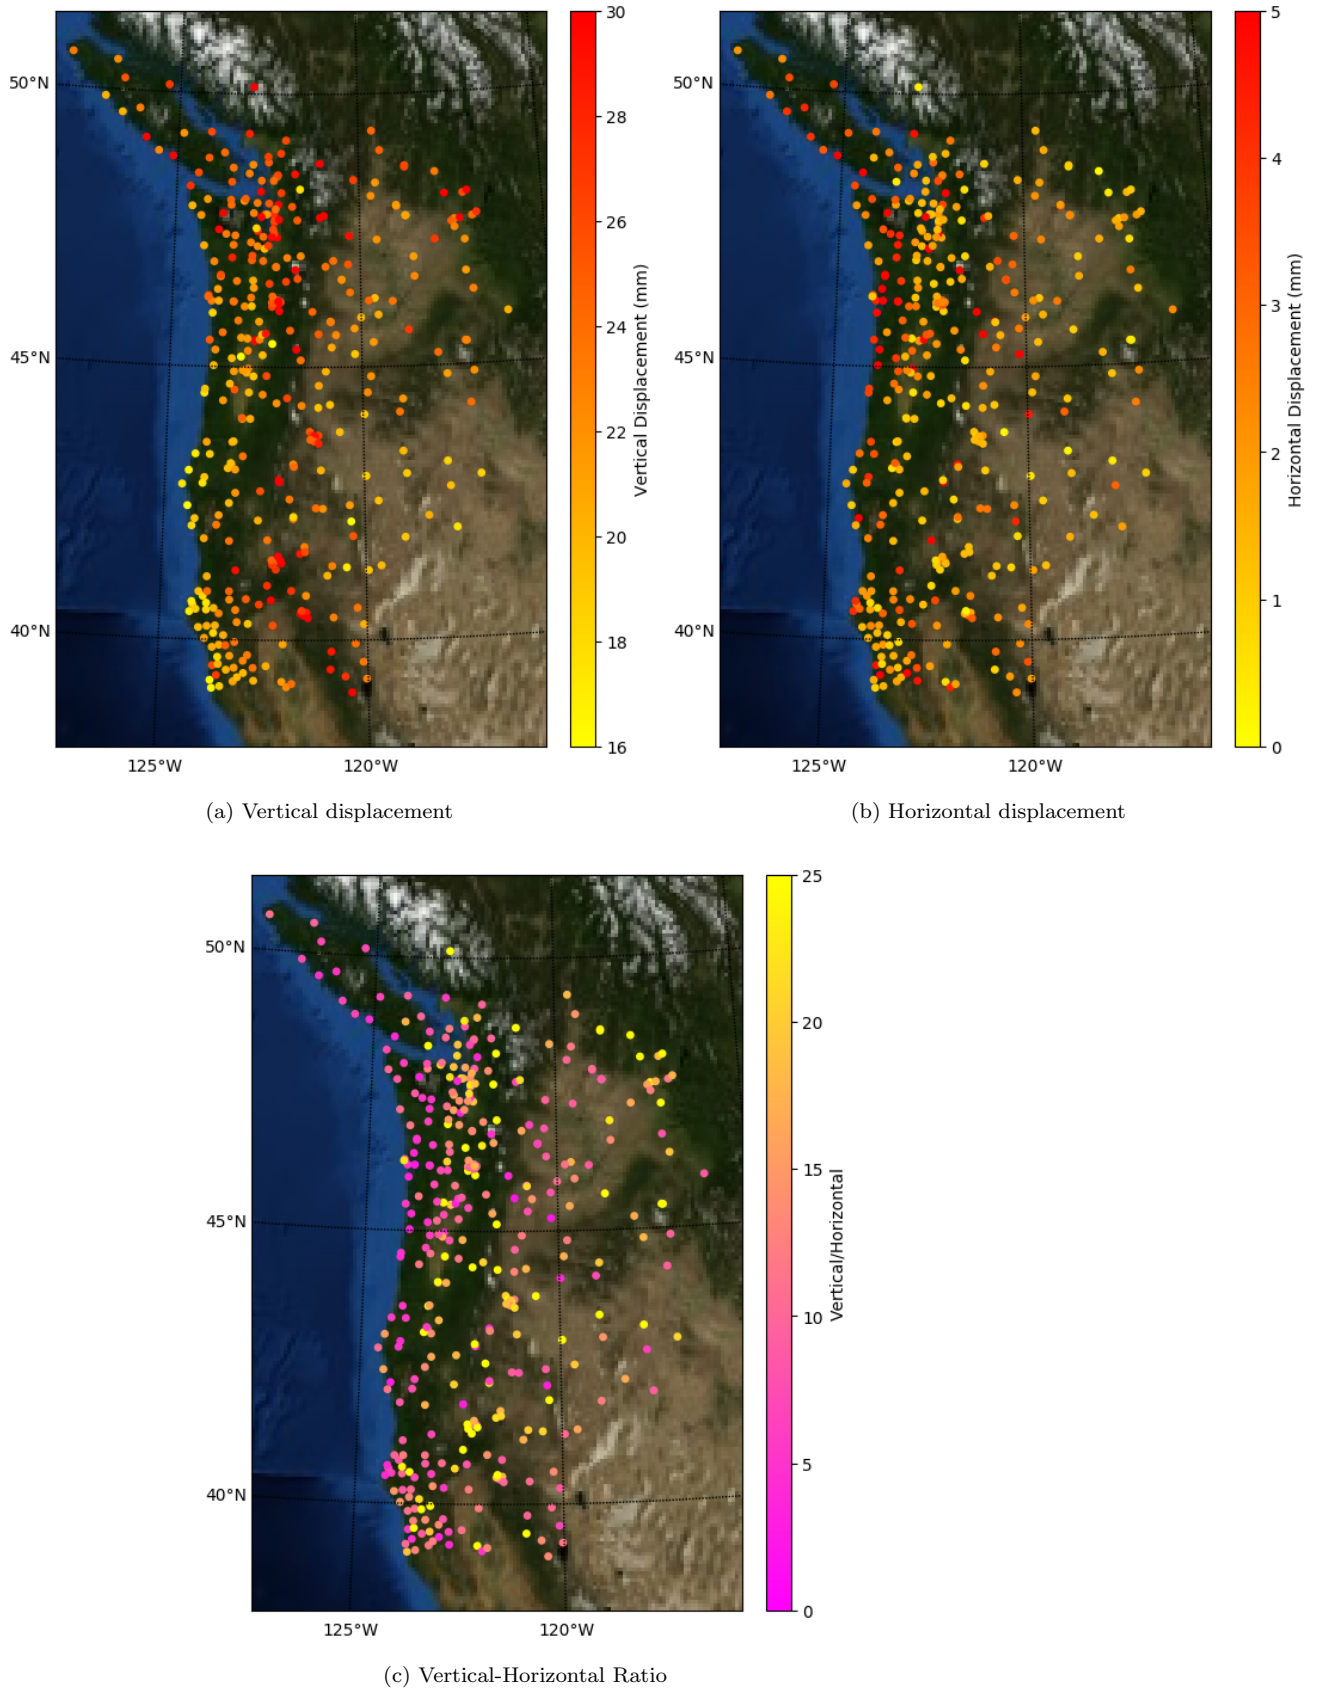 50°N
45°N
40°N
125°W
120°W
30
28
26
24
22
20
18
16
Vertical Displacement (mm)
(a) Vertical displacement
50°N
45°N
40°N
125°W
120°W
5
4
3
2
1
0
Horizontal Displacement (mm)
(b) Horizontal displacement
50°N
45°N
40°N
125°W
120°W
25
20
15
10
5
0
Vertical/Horizontal
(c) Vertical-Horizontal Ratio